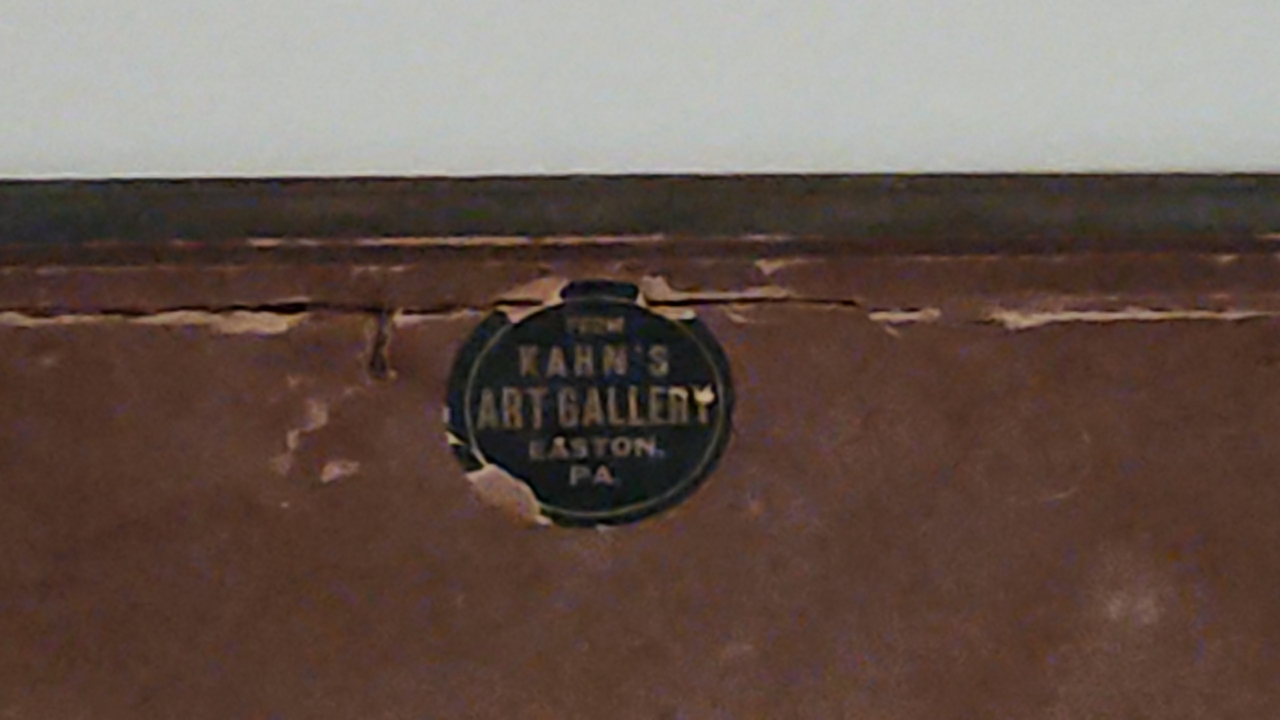 FROM
KAHN'S
ART GALLERY
EASTON,
PA.